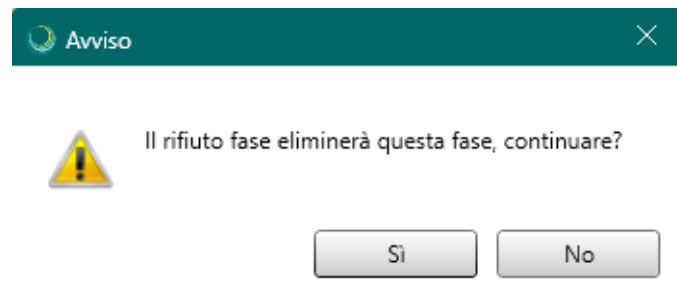 Avviso
Il rifiuto fase eliminerà questa fase, continuare?
Sì
No